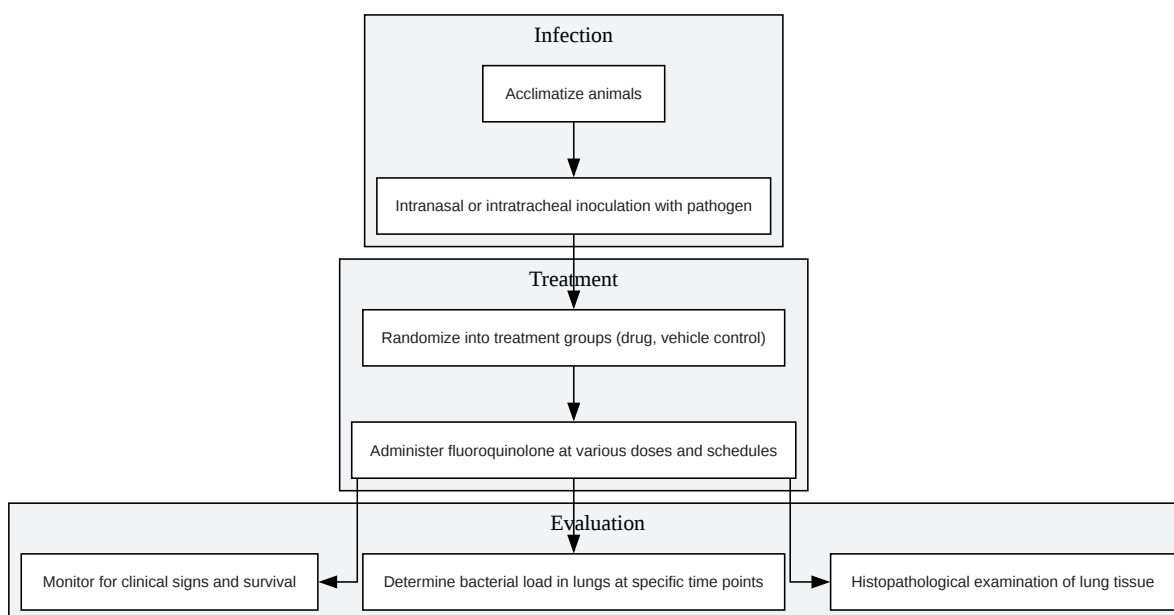 Infection
Acclimatize animals
Intranasal or intratracheal inoculation with pathogen
Treatment
Randomize into treatment groups (drug, vehicle control)
Administer fluoroquinolone at various doses and schedules
Evaluation
Monitor for clinical signs and survival
Determine bacterial load in lungs at specific time points
Histopathological examination of lung tissue